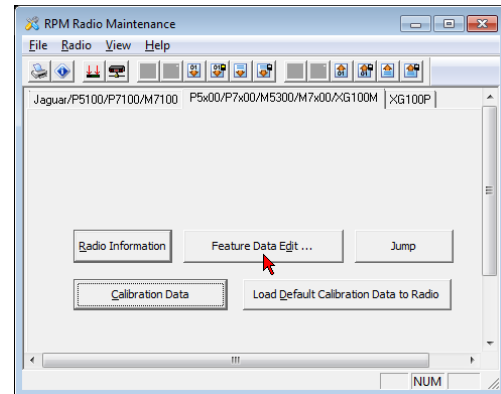 RPM Radio Maintenance
File Radio View Help
Jaguar/P5100/P7100/M7100 P5x00/P7x00/M5300/M7x00/XG100M XG100P
Radio Information Feature Data Edit ... Jump
Calibration Data Load Default Calibration Data to Radio
NUM